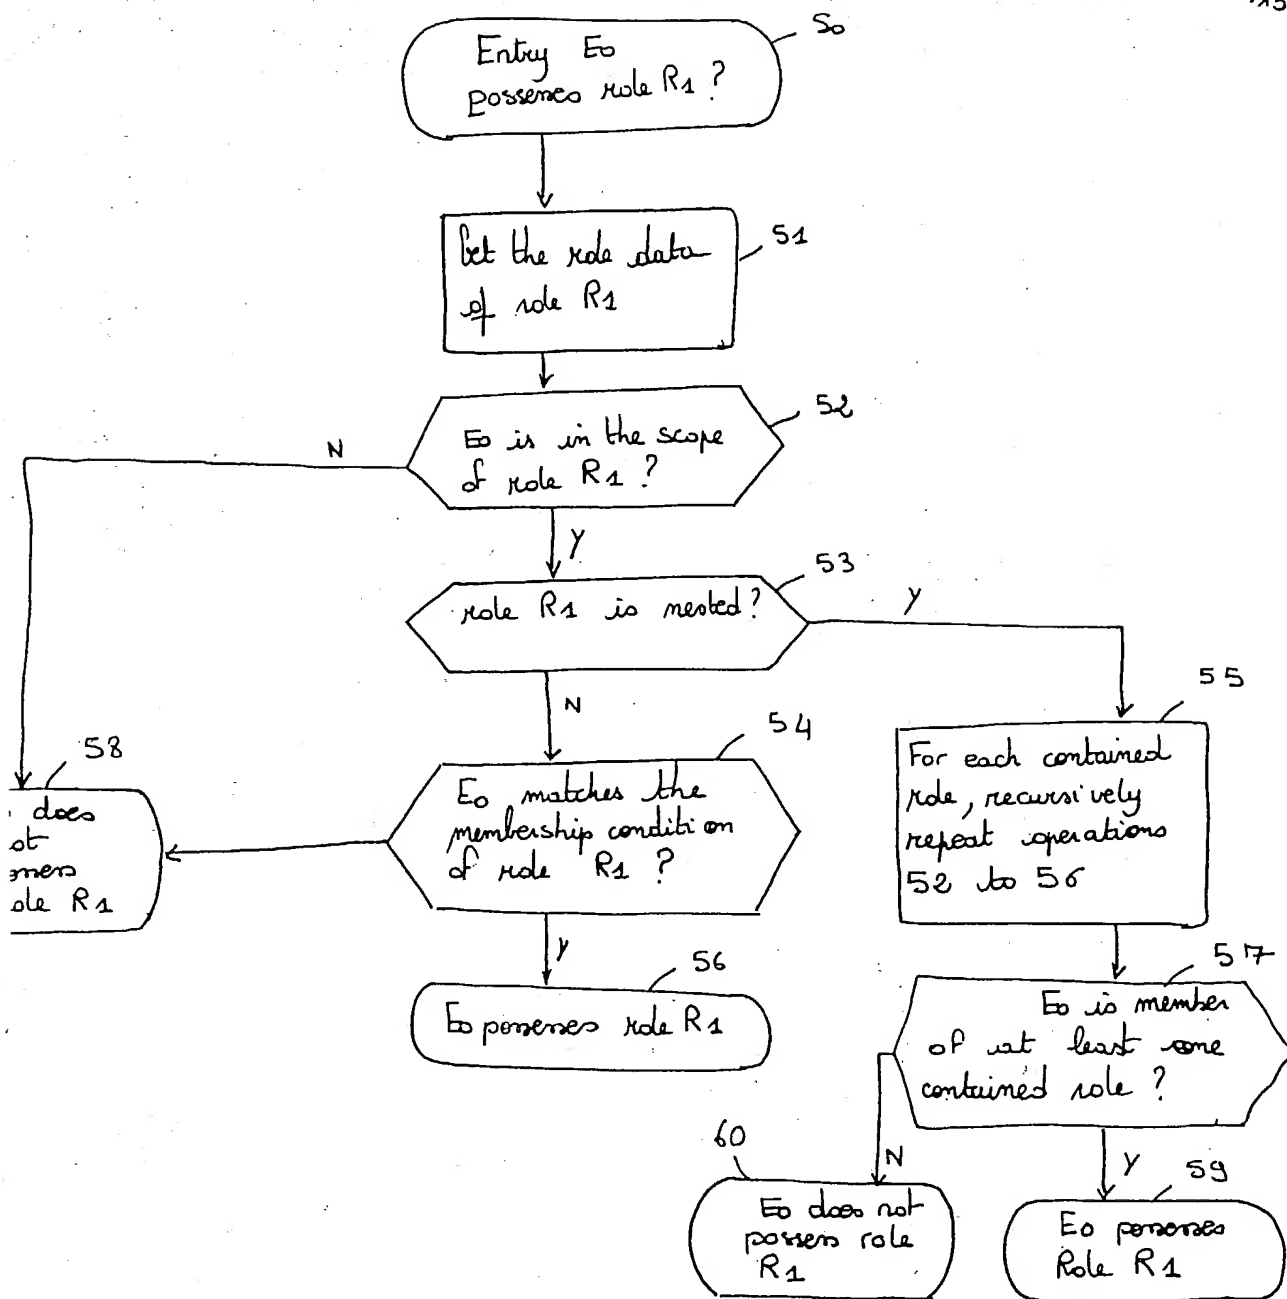 50
Entry E0
possesses role R1 ?
51
Get the role data
of role R1
52
E0 is in the scope
of role R1 ?
N
Y
53
role R1 is nested?
Y
N
55
54
58
For each contained
role, recursively
repeat operations
52 to 56
E0 matches the
membership condition
of role R1 ?
does
ole R1
Y
56
E0 possesses role R1
57
E0 is member
of at least one
contained role ?
60
N
Y
59
E0 does not
possess role
R1
E0 possesses
Role R1